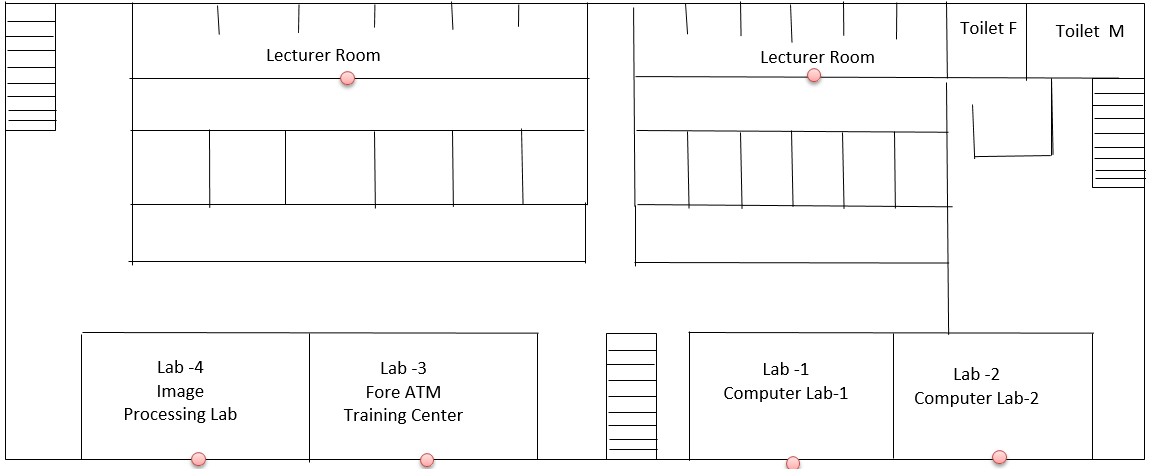 Lecturer Room
Lecturer Room
Toilet F
Toilet M
Lab -4
Image
Processing Lab
Lab -3
Fore ATM
Training Center
Lab -1
Computer Lab-1
Lab -2
Computer Lab-2